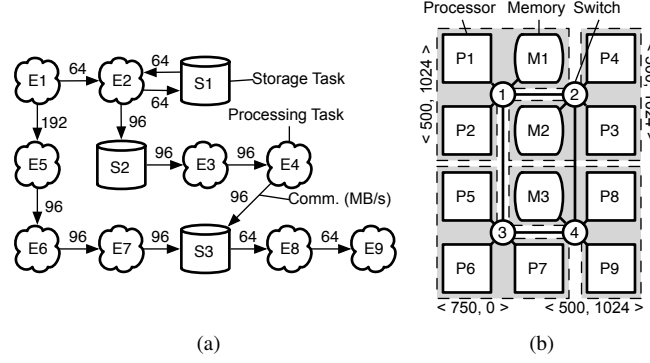 64
E1
E2
S1
Storage Task
64
192
96
Processing Task
E5
S2
96
E3
96
E4
96
96
Comm. (MB/s)
E6
96
E7
96
S3
64
E8
64
E9
(a)
Processor
Memory
Switch
P1
M1
P4
1
2
< 500, 1024 >
P2
M2
P3
P5
M3
P8
3
4
P6
P7
P9
< 750, 0 >
< 500, 1024 >
(b)